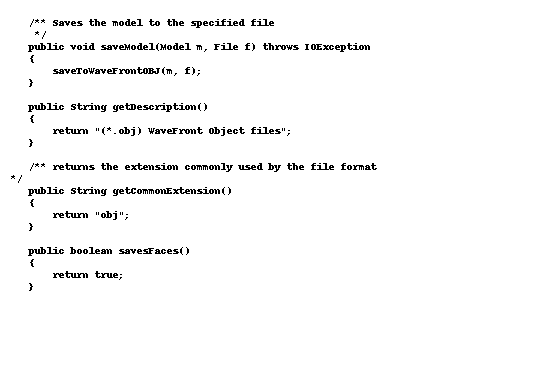 /** Saves the model to the specified file
 */
public void saveModel(Model m, File f) throws IOException
{
    saveToWaveFrontOBJ(m, f);
}

public String getDescription()
{
    return "(*.obj) WaveFront Object files";
}

/** returns the extension commonly used by the file format
*/
public String getCommonExtension()
{
    return "obj";
}

public boolean savesFaces()
{
    return true;
}